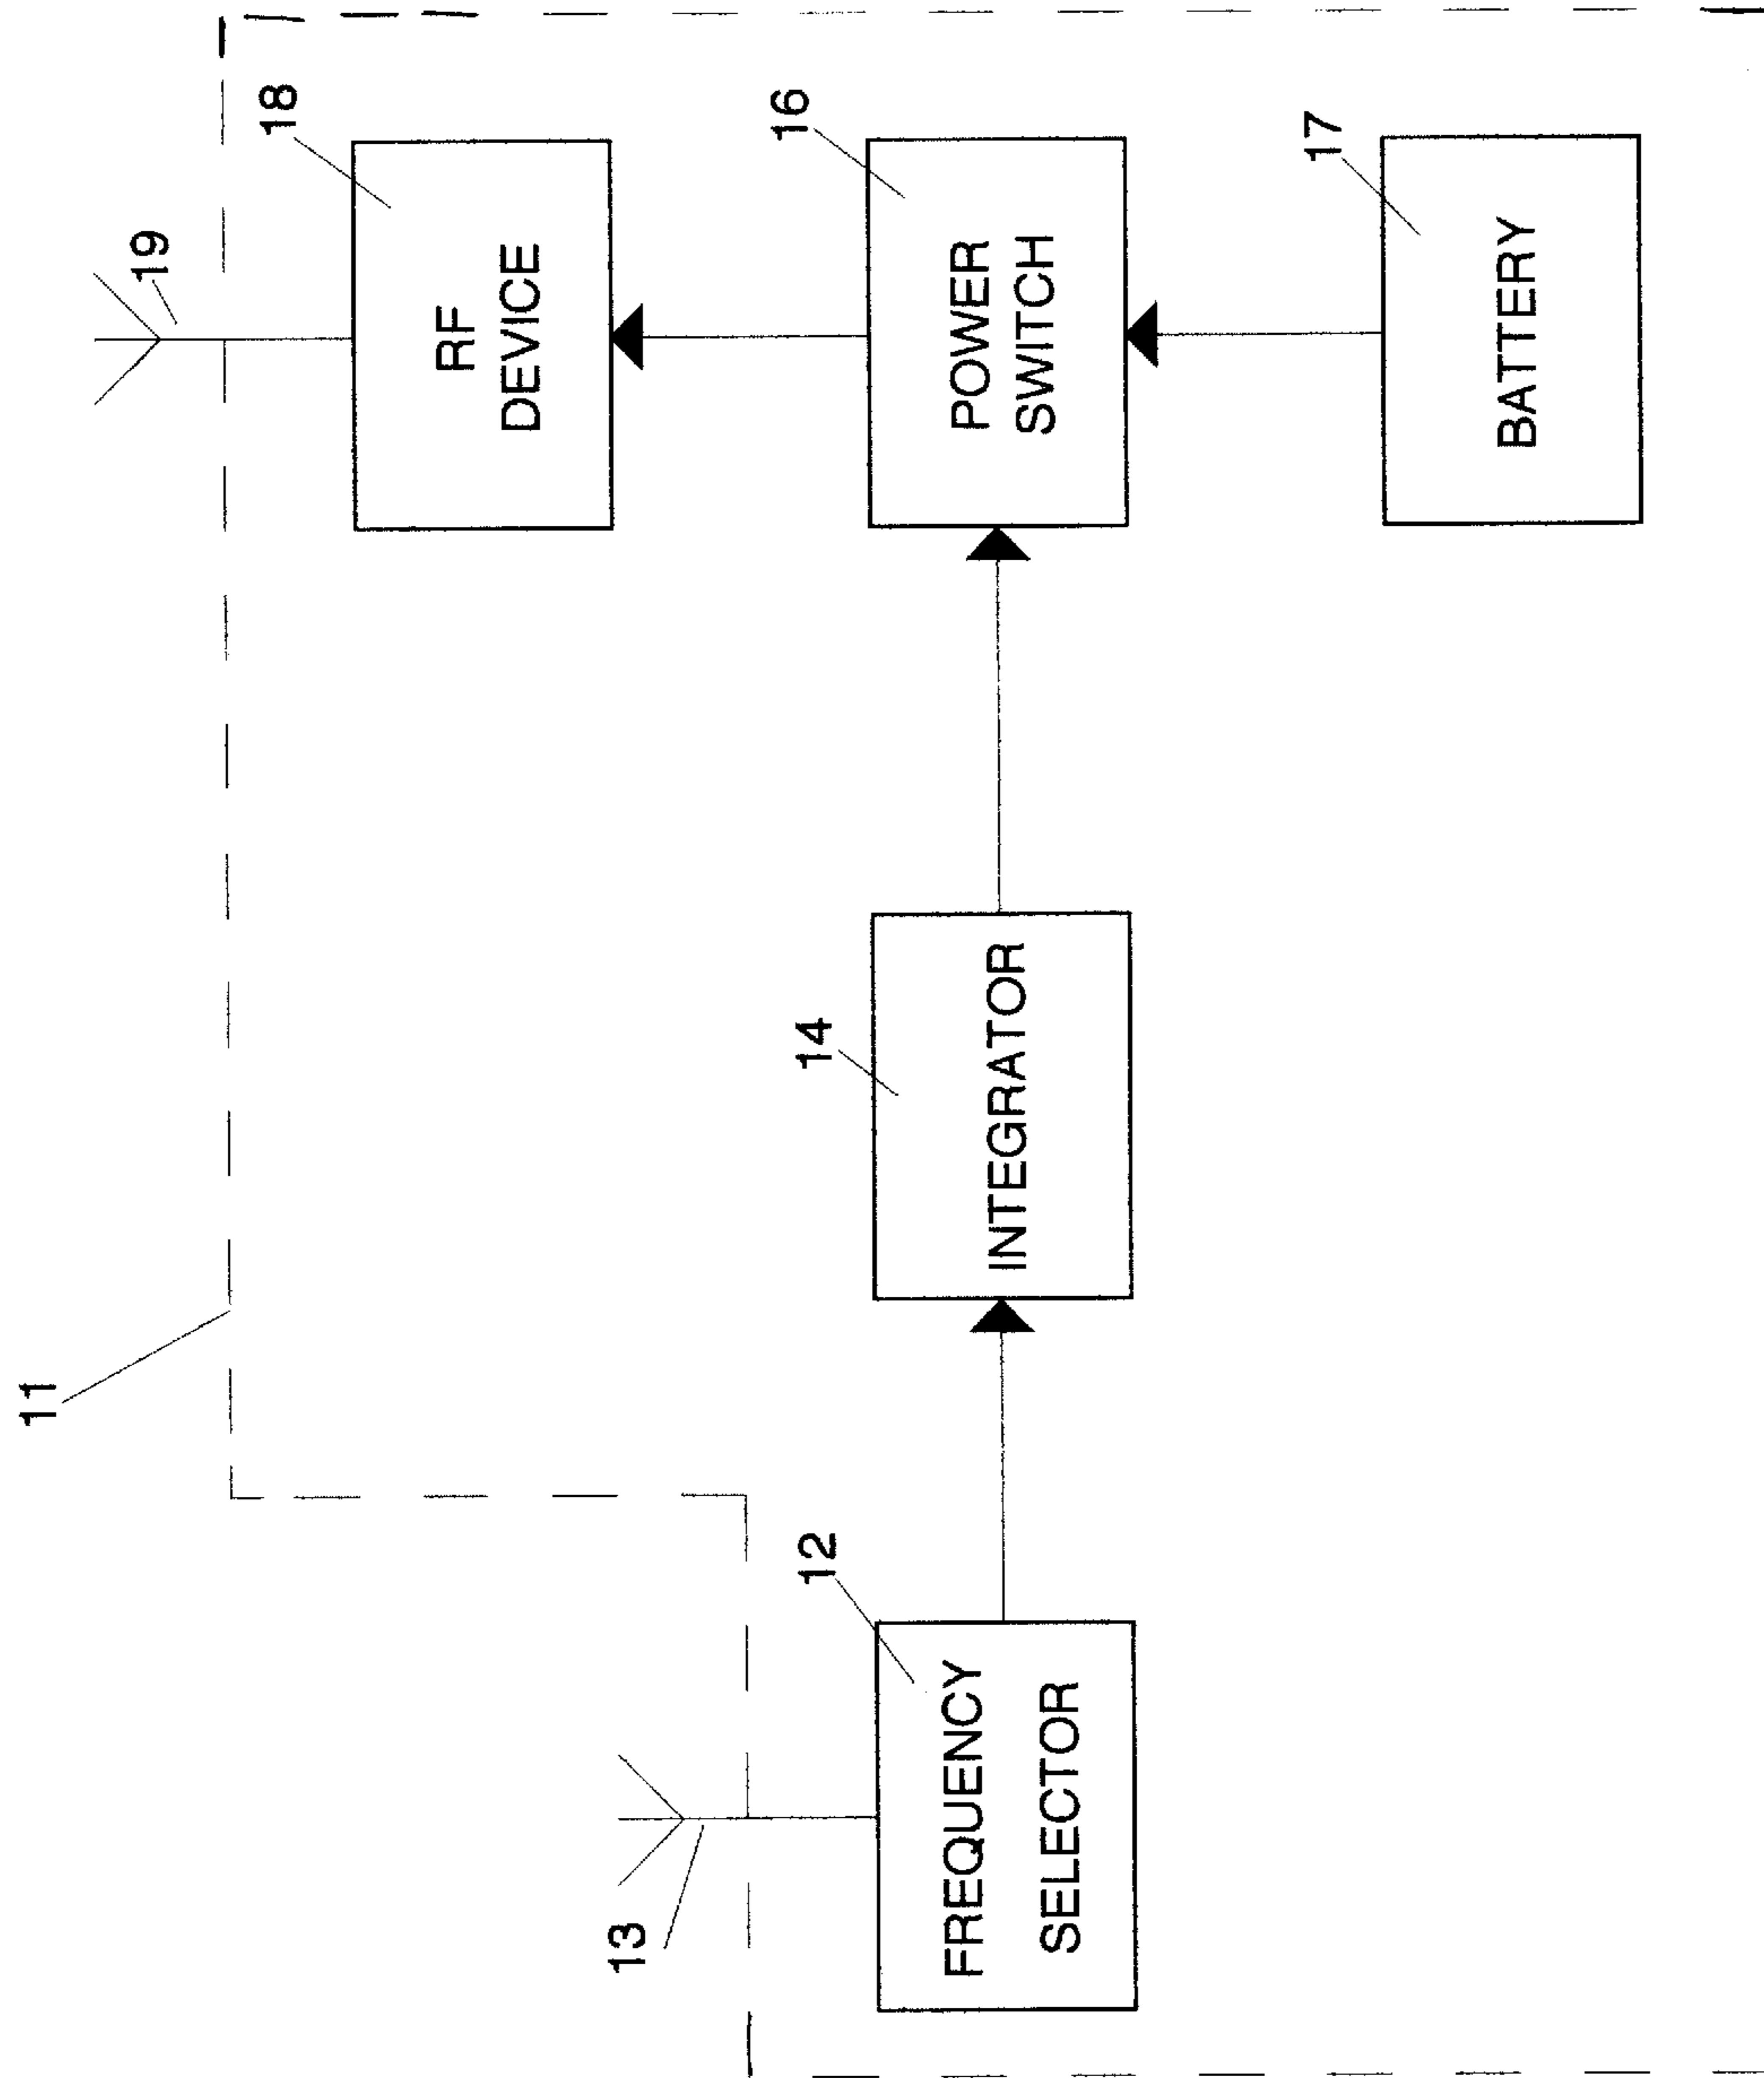 11
19
18
RF
DEVICE
13
12
FREQUENCY
SELECTOR
14
INTEGRATOR
16
POWER
SWITCH
17
BATTERY